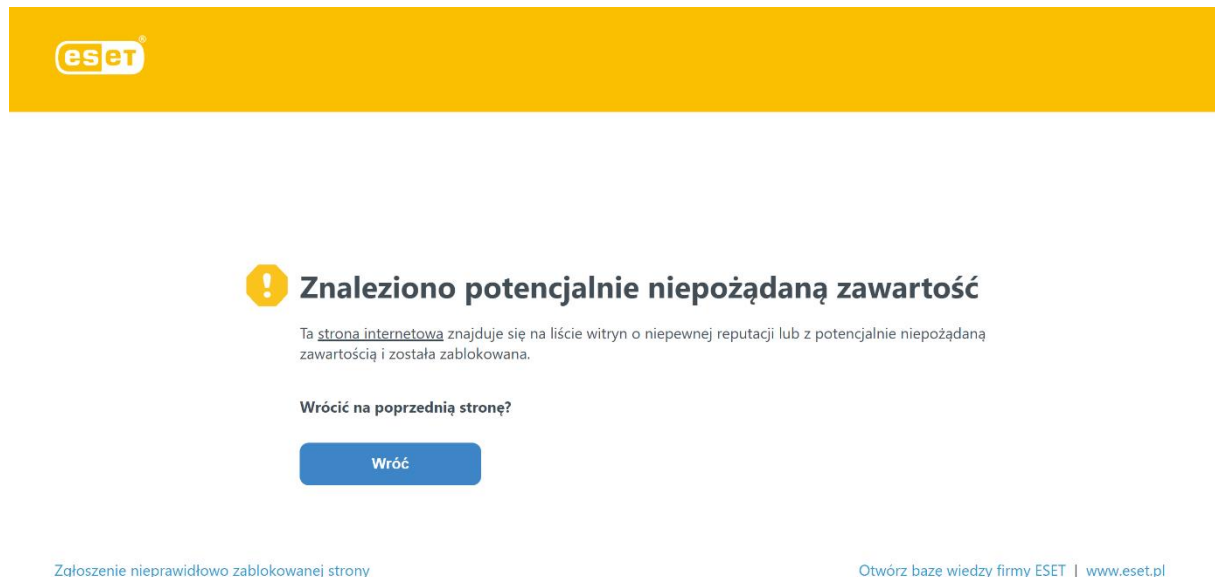 eset®
Znaleziono potencjalnie niepożądaną zawartość
Ta strona internetowa znajduje się na liście witryn o niepewnej reputacji lub z potencjalnie niepożądaną
zawartością i została zablokowana.
Wrócić na poprzednią stronę?
Wróć
Zgłoszenie nieprawidłowo zablokowanej strony
Otwórz bazę wiedzy firmy ESET | www.eset.pl